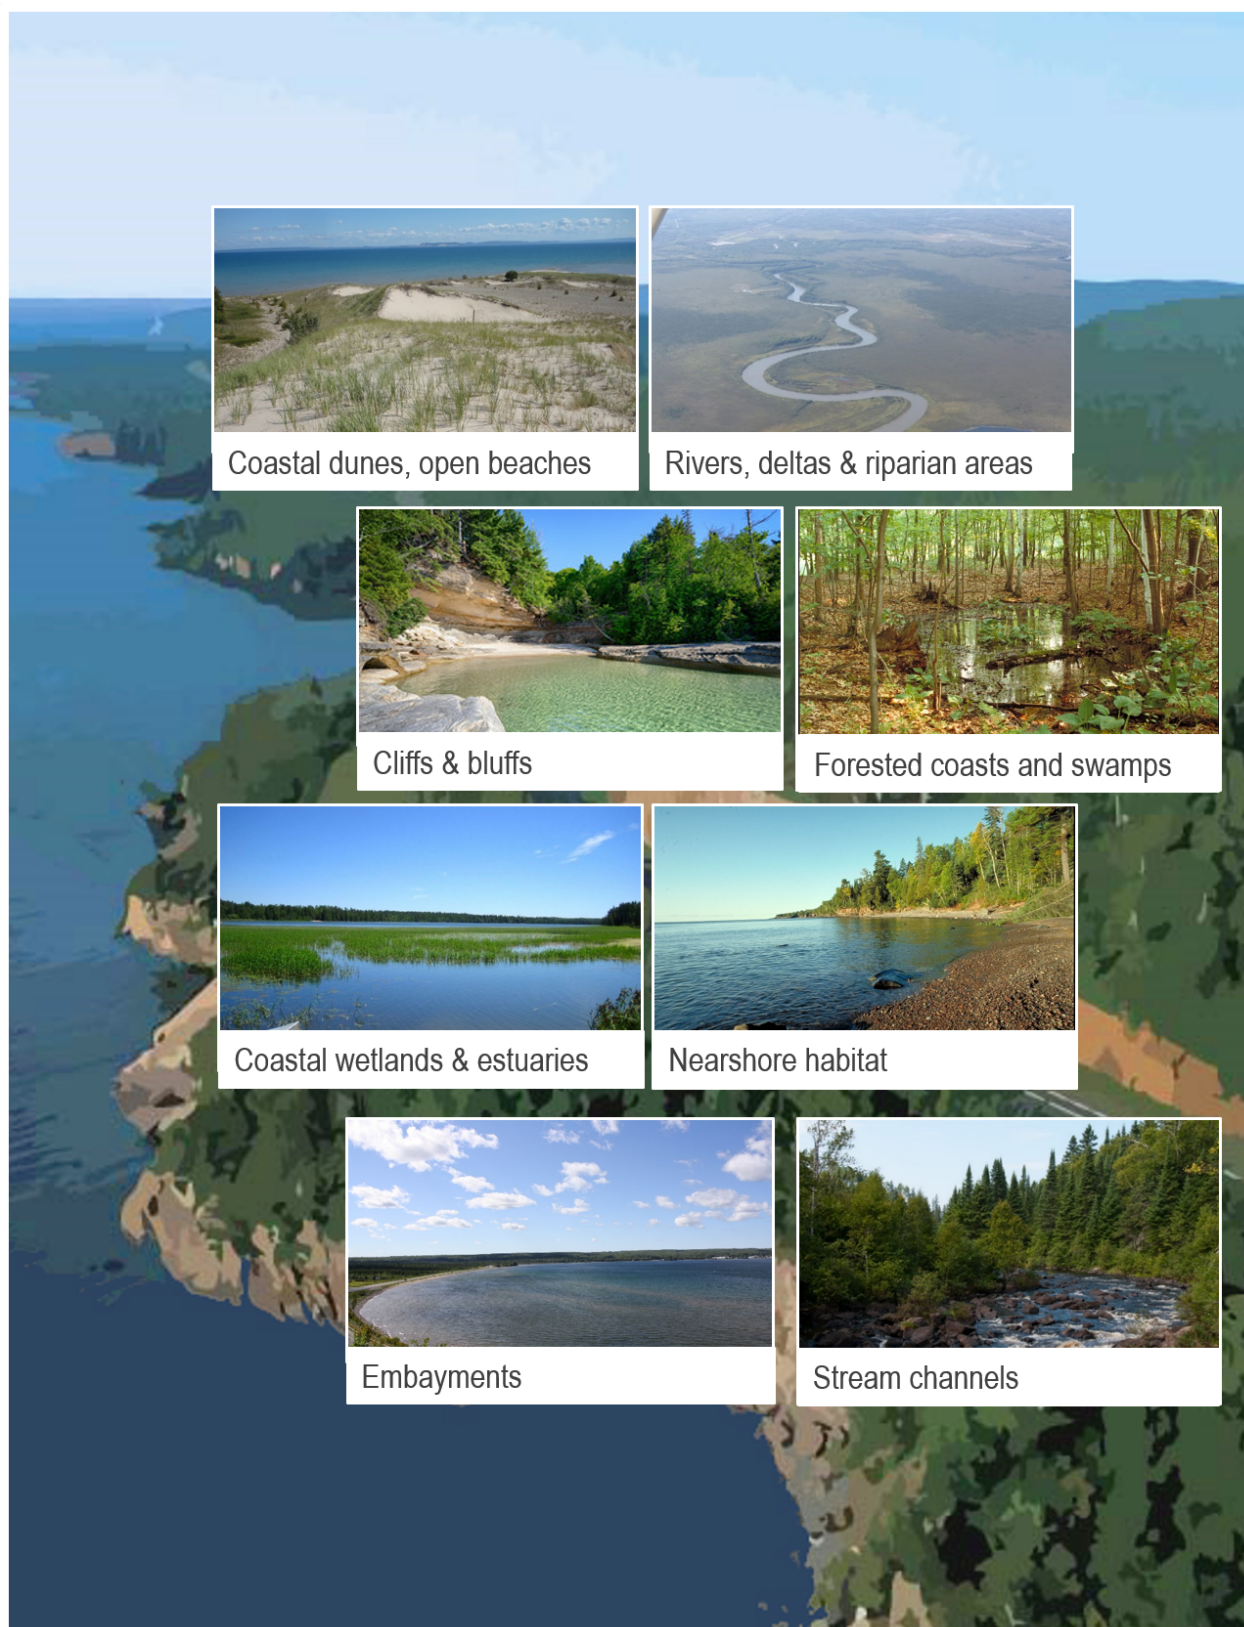 Coastal dunes, open beaches
Rivers, deltas & riparian areas
Cliffs & bluffs
Forested coasts and swamps
Coastal wetlands & estuaries
Nearshore habitat
Embayments
Stream channels